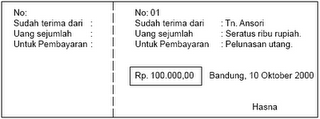 No:
Sudah terima dari :
Uang sejumlah :
Untuk Pembayaran :
No: 01
Sudah terima dari : Tn. Ansori
Uang sejumlah : Seratus ribu rupiah.
Untuk Pembayaran : Pelunasan utang.
Rp. 100.000,00 Bandung, 10 Oktober 2000
Hasna